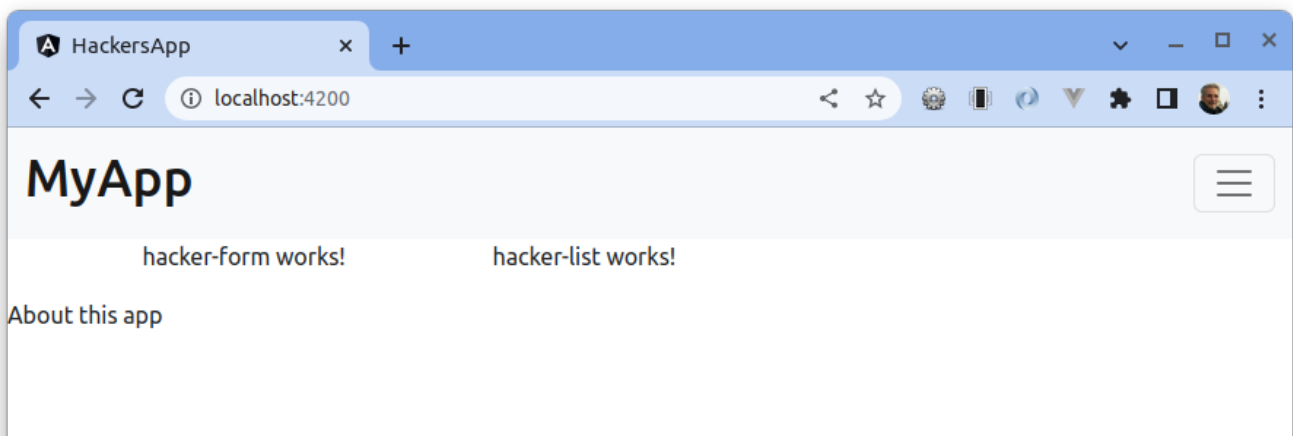 HackersApp
localhost:4200
MyApp
hacker-form works! hacker-list works!
About this app